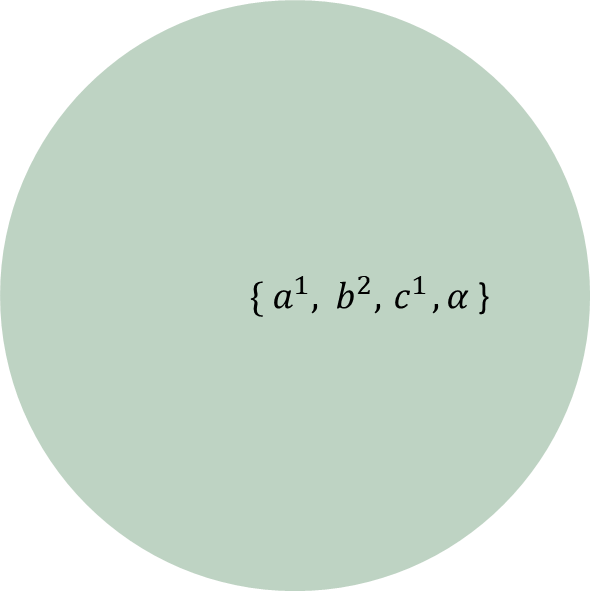 { a¹, b², c¹, α }